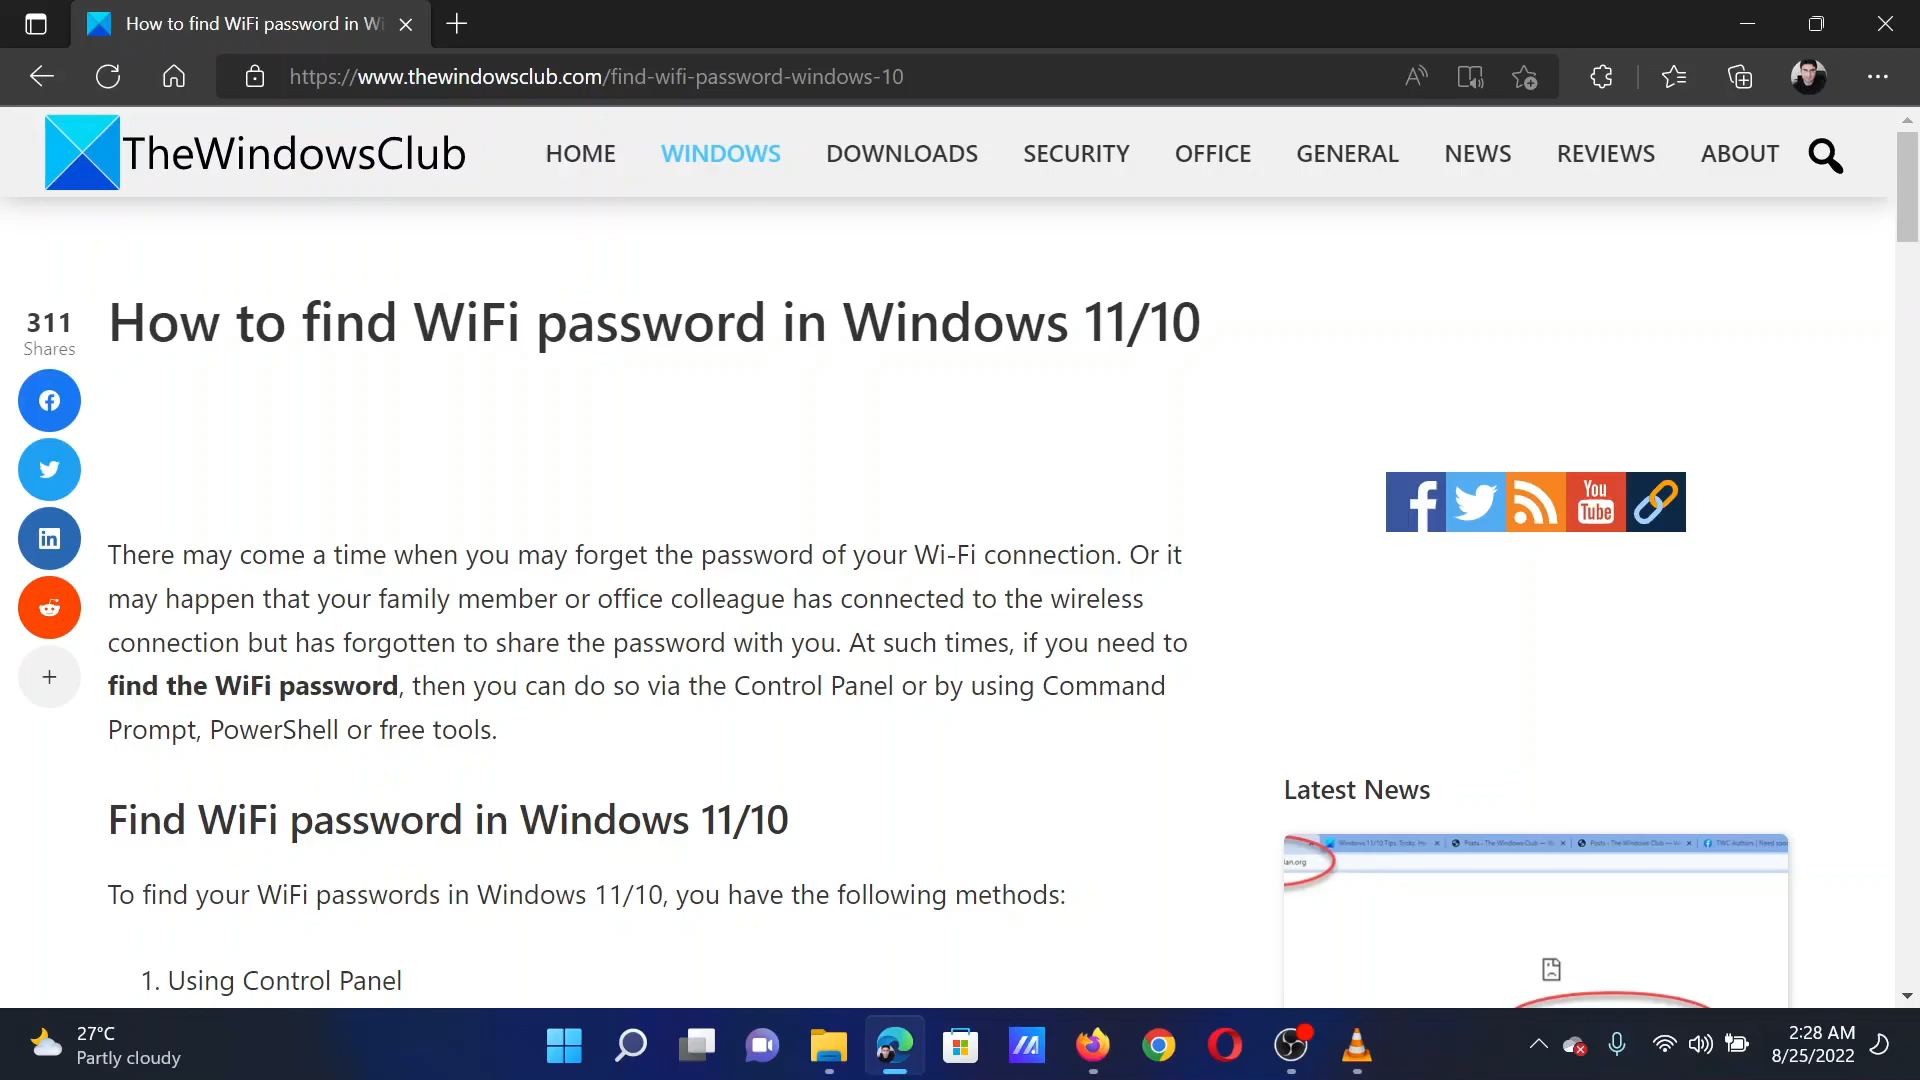 How to find WiFi password in Wi
https://www.thewindowsclub.com/find-wifi-password-windows-10
TheWindowsClub
HOME
WINDOWS
DOWNLOADS
SECURITY
OFFICE
GENERAL
NEWS
REVIEWS
ABOUT
How to find WiFi password in Windows 11/10
311
Shares
There may come a time when you may forget the password of your Wi-Fi connection. Or it
may happen that your family member or office colleague has connected to the wireless
connection but has forgotten to share the password with you. At such times, if you need to
find the WiFi password, then you can do so via the Control Panel or by using Command
Prompt, PowerShell or free tools.
Find WiFi password in Windows 11/10
To find your WiFi passwords in Windows 11/10, you have the following methods:
1. Using Control Panel
You
Tube
Latest News
lan.org
27°C
Partly cloudy
2:28 AM
8/25/2022